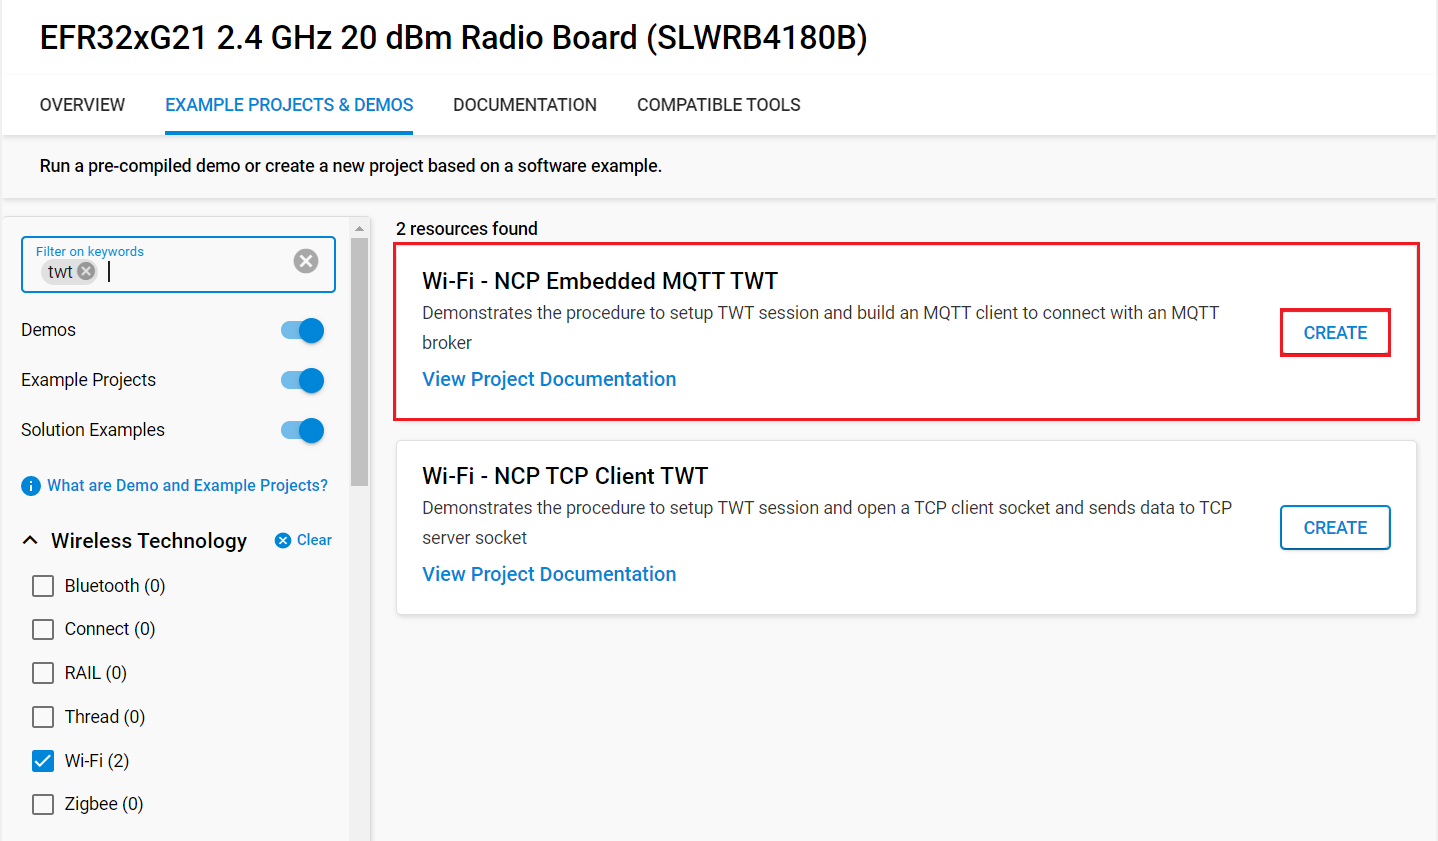 EFR32xG21 2.4 GHz 20 dBm Radio Board (SLWRB4180B)
OVERVIEW
EXAMPLE PROJECTS & DEMOS
DOCUMENTATION
COMPATIBLE TOOLS
Run a pre-compiled demo or create a new project based on a software example.
Filter on keywords
twt
Demos
Example Projects
Solution Examples
What are Demo and Example Projects?
Wireless Technology
Clear
Bluetooth (0)
Connect (0)
RAIL (0)
Thread (0)
Wi-Fi (2)
Zigbee (0)
2 resources found
Wi-Fi - NCP Embedded MQTT TWT
Demonstrates the procedure to setup TWT session and build an MQTT client to connect with an MQTT
broker
View Project Documentation
CREATE
Wi-Fi - NCP TCP Client TWT
Demonstrates the procedure to setup TWT session and open a TCP client socket and sends data to TCP
server socket
View Project Documentation
CREATE